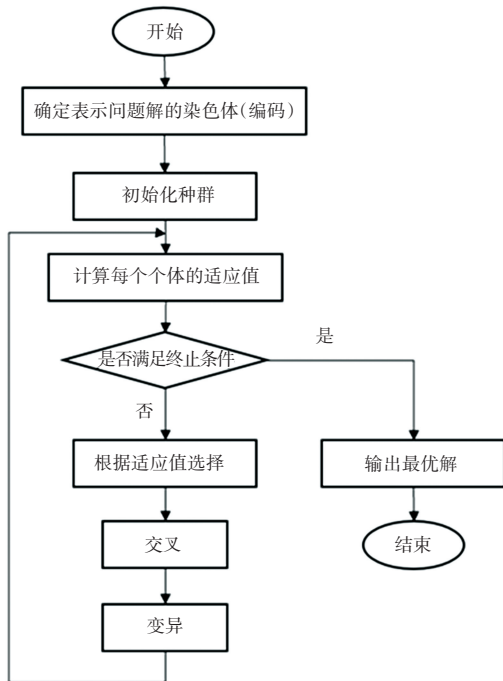 开始
确定表示问题解的染色体(编码)
初始化种群
计算每个个体的适应值
是否满足终止条件
是
否
根据适应值选择
输出最优解
交叉
结束
变异